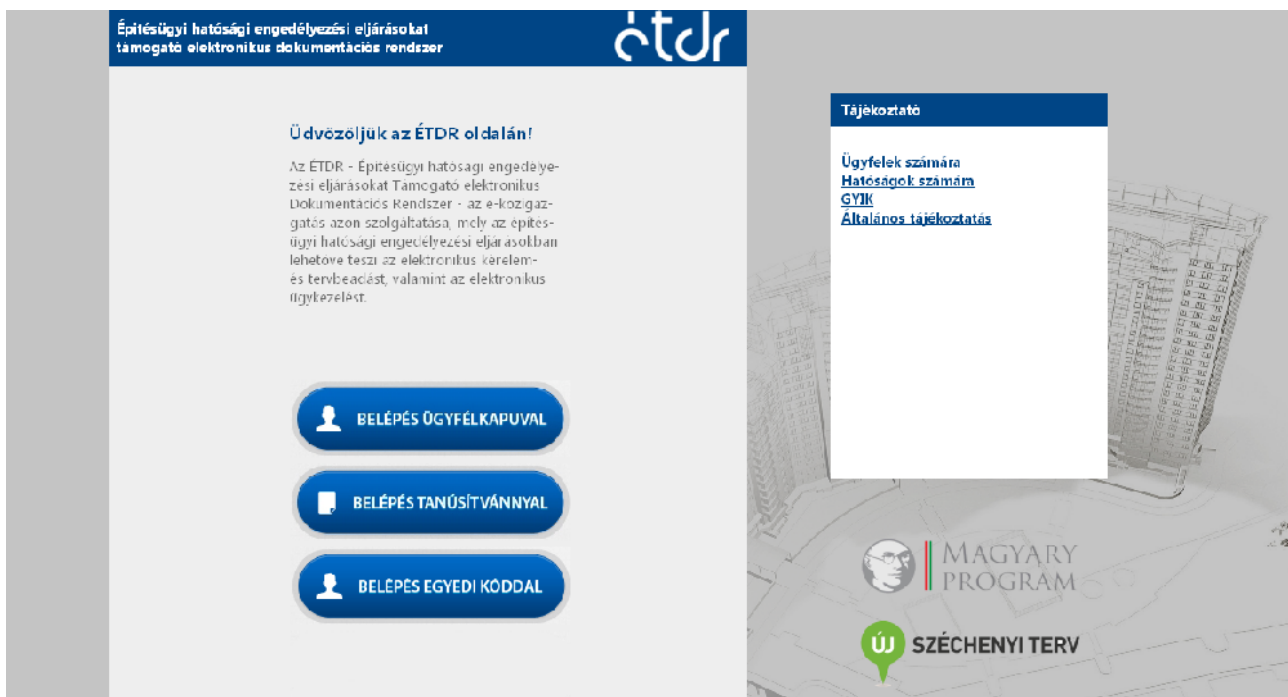 Építésügyi hatósági engedélyezési eljárásokat
támogató elektronikus dokumentációs rendszer
étdr
Üdvözöljük az ÉTDR oldalán!
Az ÉTDR - Építésügyi hatósági engedélye-
zési eljárásokat Támogató elektronikus
Dokumentációs Rendszer - az e-közigaz-
gatás azon szolgáltatása, mely az építés-
ügyi hatósági engedélyezési eljárásokban
lehetővé teszi az elektronikus kérelem-
és tervbeadást, valamint az elektronikus
ügykezelést.
BELÉPÉS ÜGYFÉLKAPUVAL
BELÉPÉS TANÚSÍTVÁNNYAL
BELÉPÉS EGYEDI KÓDDAL
Tájékoztató
Ügyfelek számára
Hatóságok számára
GYIK
Általános tájékoztatás
MAGYARY
PROGRAM
ÚJ SZÉCHENYI TERV